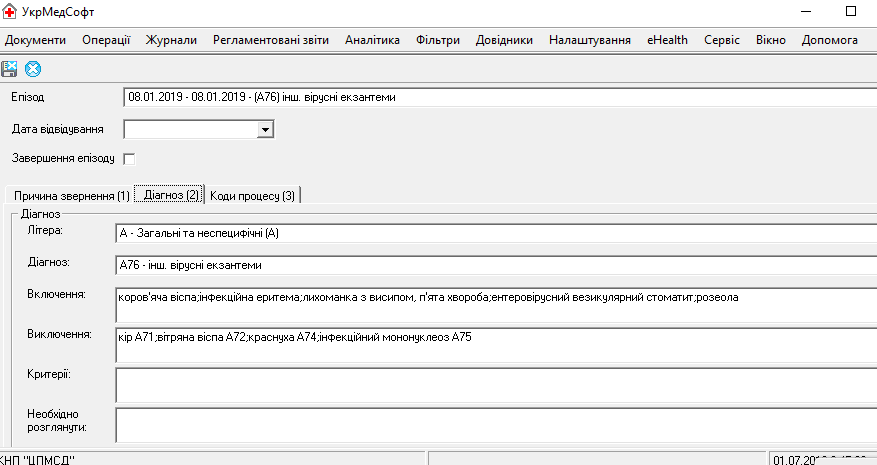 УкрМедСофт
Документи Операції Журнали Регламентовані звіти Аналітика Фільтри Довідники Налаштування eHealth Сервіс Вікно Допомога
Епізод 08.01.2019 - 08.01.2019 - (A76) інш. вірусні екзантеми
Дата відвідування
Завершення епізоду
Причина звернення (1) Діагноз (2) Коди процесу (3)
Діагноз
Літера: A - Загальні та неспецифічні (A)
Діагноз: A76 - інш. вірусні екзантеми
Включення: коров'яча віспа;інфекційна еритема;лихоманка з висипом, п'ята хвороба;ентеровірусний везикулярний стоматит;розеола
Виключення: кір A71;вітряна віспа A72;краснуха A74;інфекційний мононуклеоз A75
Критерії:
Необхідно
розглянути:
КНП "ЦПМСД"